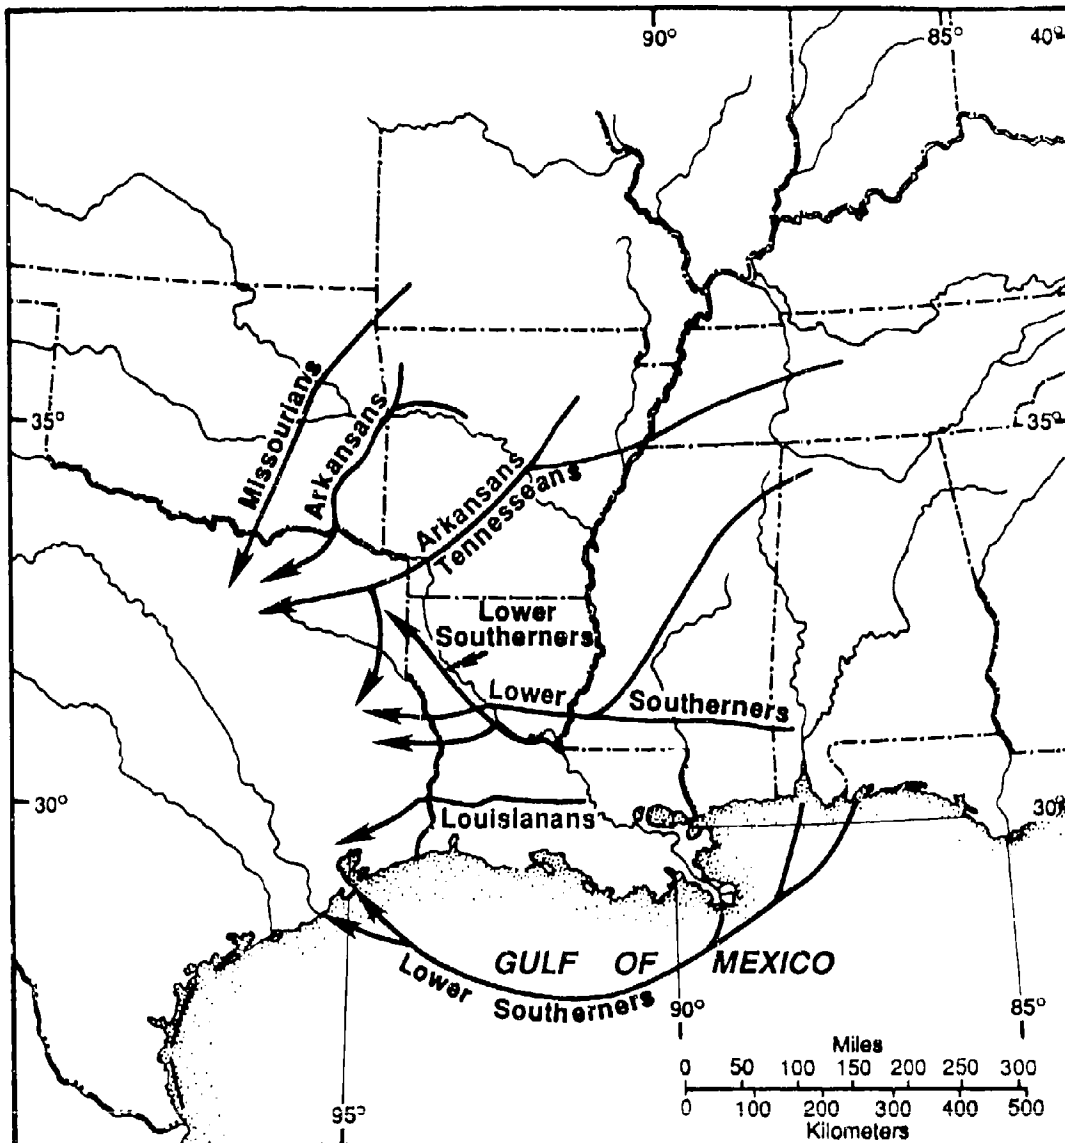 90°
85°
40°
Missourians
Arkansans
35°
35°
Arkansans
Tennesseans
Lower
Southerners
Lower Southerners
30°
30°
Louisianans
GULF OF MEXICO
Lower Southerners
90°
85°
95°
Miles
0 50 100 150 200 250 300
0 100 200 300 400 500
Kilometers